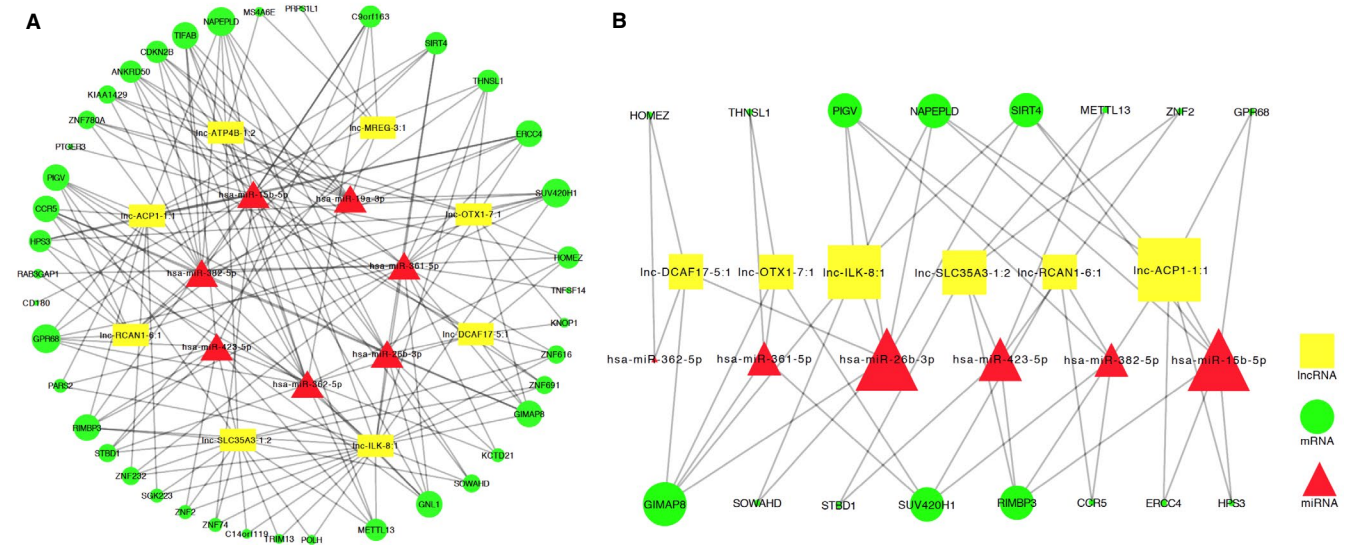 A
MS4A6E
PRPS1L1
C9orf163
NAPEPLD
TIFAB
SIRT4
CDKN2B
ANKRD50
THNSL1
KIAA1429
ZNF780A
lnc-ATP4B-1:2
lnc-MREG-3:1
ERCC4
PTGER3
PIGV
hsa-miR-15b-5p
hsa-miR-19a-3p
SUV420H1
CCR5
lnc-ACP1-1:1
lnc-OTX1-7:1
HPS3
HOMEZ
RAB3GAP1
hsa-miR-382-5p
hsa-miR-361-5p
TNFSF14
CD180
KNOP1
GPR68
lnc-RCAN1-6:1
lnc-DCAF17-5:1
hsa-miR-423-5p
hsa-miR-26b-3p
ZNF616
PARS2
hsa-miR-362-5p
ZNF691
RIMBP3
GIMAP8
STBD1
lnc-SLC35A3-1:2
lnc-ILK-8:1
KCTD21
ZNF232
SOWAHD
SGK223
GNL1
ZNF2
ZNF74
C14orf119
TRIM13
POLH
METTL13
B
HOMEZ
THNSL1
PIGV
NAPEPLD
SIRT4
METTL13
ZNF2
GPR68
lnc-DCAF17-5:1
lnc-OTX1-7:1
lnc-ILK-8:1
lnc-SLC35A3-1:2
lnc-RCAN1-6:1
lnc-ACP1-1:1
hsa-miR-362-5p
hsa-miR-361-5p
hsa-miR-26b-3p
hsa-miR-423-5p
hsa-miR-382-5p
hsa-miR-15b-5p
GIMAP8
SOWAHD
STBD1
SUV420H1
RIMBP3
CCR5
ERCC4
HPS3
lncRNA
mRNA
miRNA